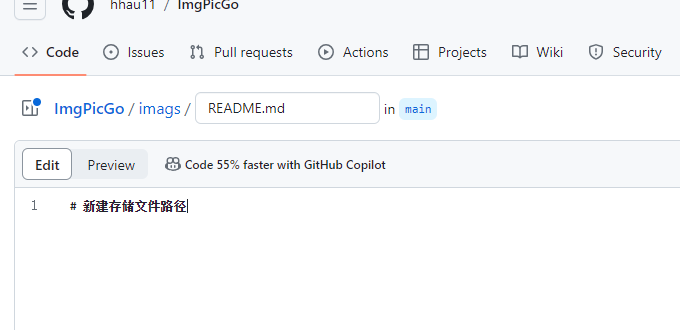 hhau11 / ImgPicGo
Code Issues Pull requests Actions Projects Wiki Security
ImgPicGo / imags / README.md in main
Edit Preview Code 55% faster with GitHub Copilot
1 # 新建存储文件路径